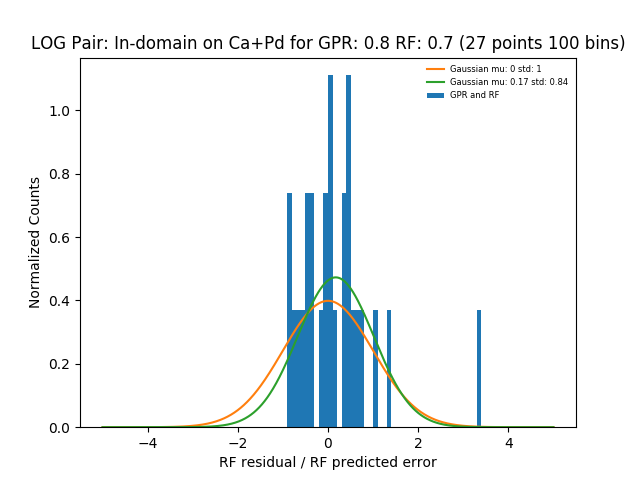 LOG Pair: In-domain on Ca+Pd for GPR: 0.8 RF: 0.7 (27 points 100 bins)
Gaussian mu: 0 std: 1
Gaussian mu: 0.17 std: 0.84
GPR and RF
Normalized Counts
1.0
0.8
0.6
0.4
0.2
0.0
−4 −2 0 2 4
RF residual / RF predicted error